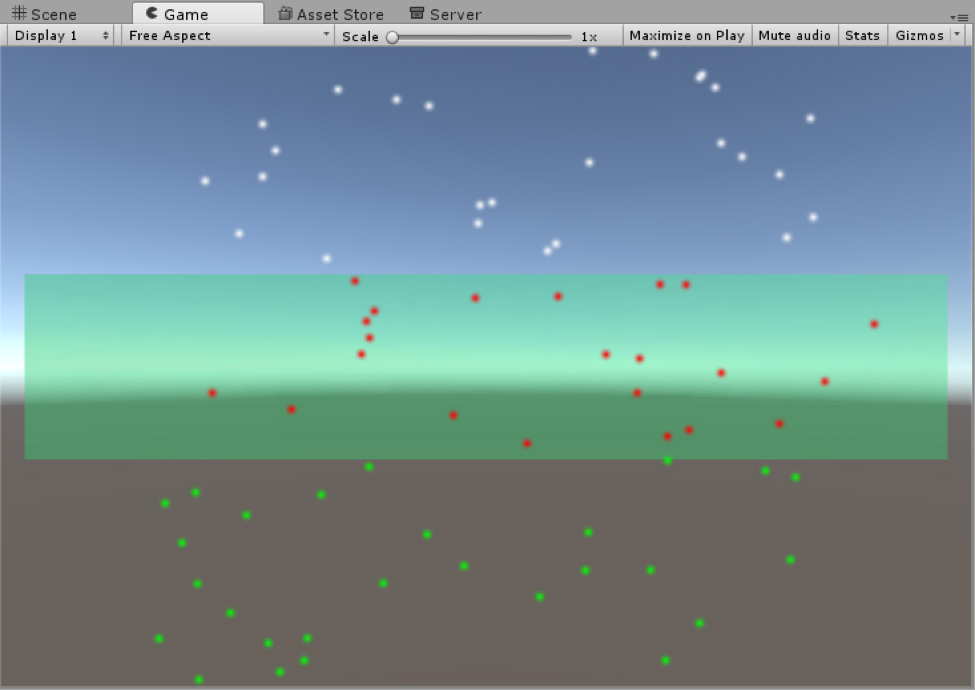 Scene Game Asset Store Server
Display 1 Free Aspect Scale 1x Maximize on Play Mute audio Stats Gizmos